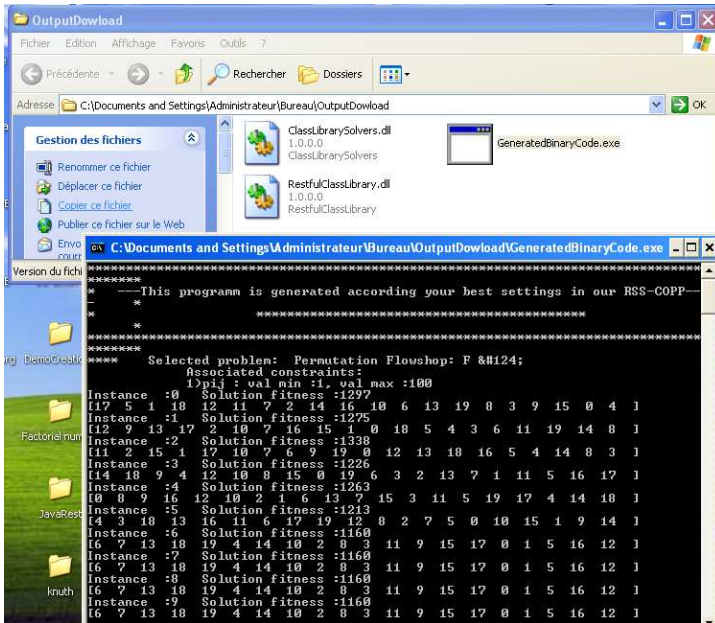 OutputDowload
Fichier Edition Affichage Favoris Outils ?
Précédente Rechercher Dossiers
Adresse C:\Documents and Settings\Administrateur\Bureau\OutputDowload OK
Gestion des fichiers
Renommer ce fichier
Déplacer ce fichier
Copier ce fichier
Publier ce fichier sur le Web
Envo
courr
Version du fichi
ClassLibrarySolvers.dll
1.0.0.0
ClassLibrarySolvers
GeneratedBinaryCode.exe
RestfulClassLibrary.dll
1.0.0.0
RestfulClassLibrary
C:\Documents and Settings\Administrateur\Bureau\OutputDowload\GeneratedBinaryCode.exe
* ---This programm is generated according your best settings in our RSS-COPP--
- *
* *******************************************
*
**** Selected problem: Permutation Flowshop: F &#124;
Associated constraints:
1)pij : val min :1, val max :100
Instance :0 Solution fitness :1297
[17 5 1 18 12 11 7 2 14 16 10 6 13 19 8 3 9 15 0 4 ]
Instance :1 Solution fitness :1275
[12 9 13 17 2 10 7 16 15 1 0 18 5 4 3 6 11 19 14 8 ]
Instance :2 Solution fitness :1338
[11 2 15 1 17 10 7 6 9 19 0 12 13 18 16 5 4 14 8 3 ]
Instance :3 Solution fitness :1226
[14 18 9 4 12 10 8 15 0 19 6 3 2 13 7 1 11 5 16 17 ]
Instance :4 Solution fitness :1263
[0 8 9 16 12 10 2 1 6 13 7 15 3 11 5 19 17 4 14 18 ]
Instance :5 Solution fitness :1213
[4 3 18 13 16 11 6 17 19 12 8 2 7 5 0 10 15 1 9 14 ]
Instance :6 Solution fitness :1160
[6 7 13 18 19 4 14 10 2 8 3 11 9 15 17 0 1 5 16 12 ]
Instance :7 Solution fitness :1160
[6 7 13 18 19 4 14 10 2 8 3 11 9 15 17 0 1 5 16 12 ]
Instance :8 Solution fitness :1160
[6 7 13 18 19 4 14 10 2 8 3 11 9 15 17 0 1 5 16 12 ]
Instance :9 Solution fitness :1160
[6 7 13 18 19 4 14 10 2 8 3 11 9 15 17 0 1 5 16 12 ]
org DemoCreatio
Factorial num
JavaRest
knuth